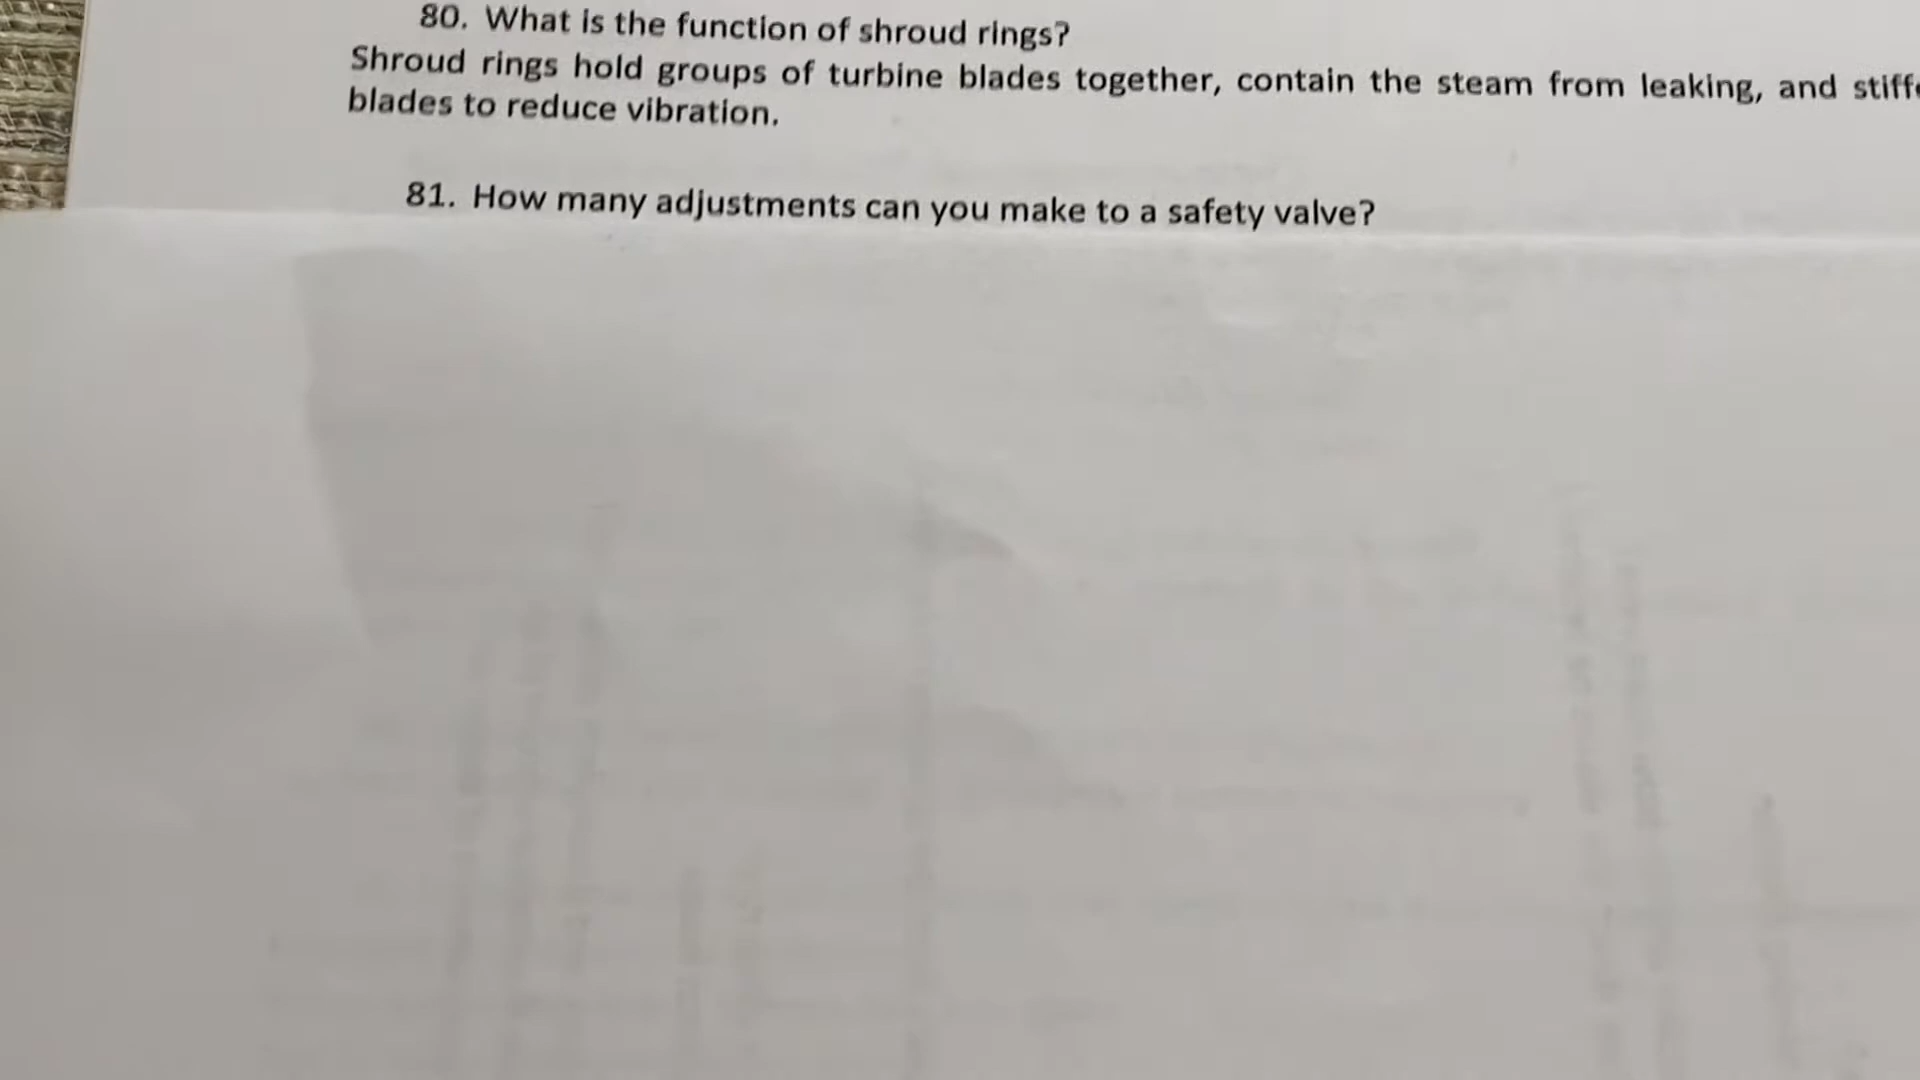 80. What is the function of shroud rings?
Shroud rings hold groups of turbine blades together, contain the steam from leaking, and
blades to reduce vibration.
81. How many adjustments can you make to a safety valve?